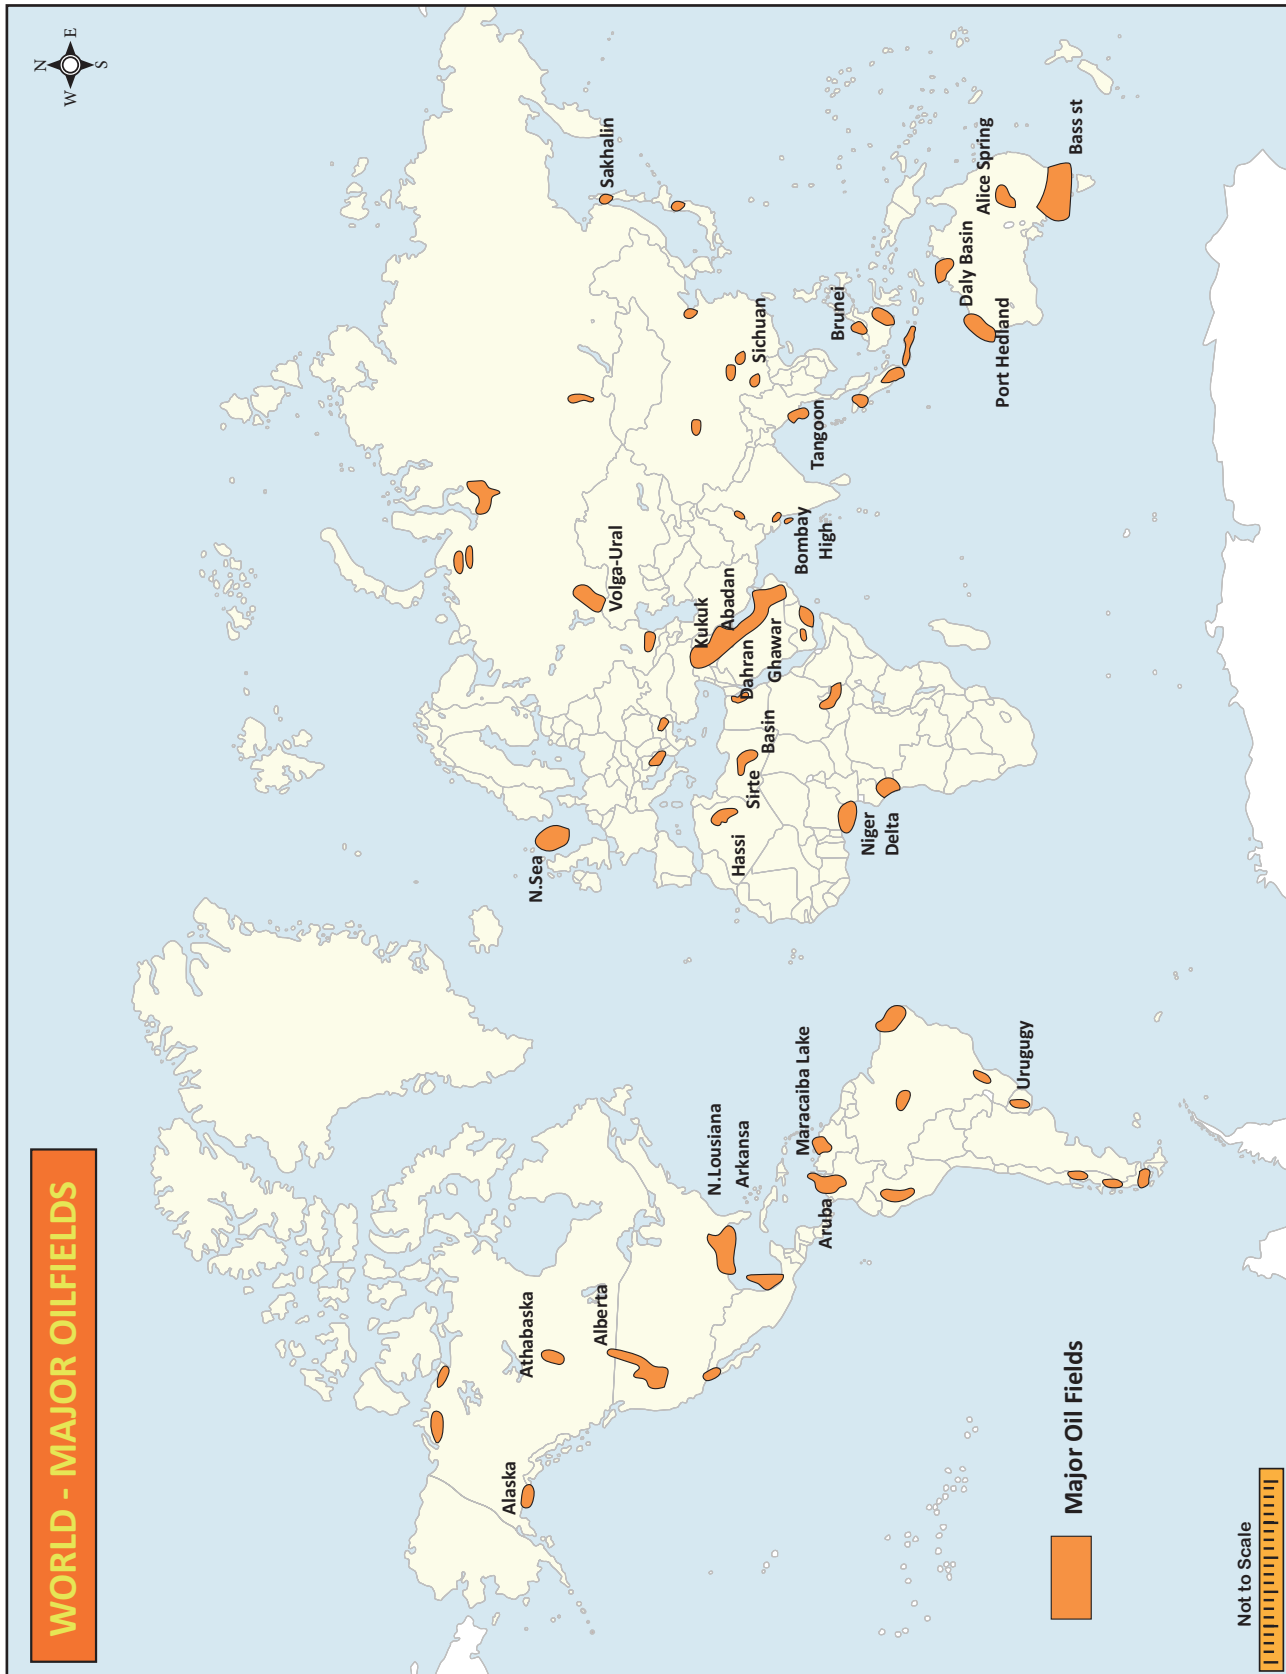 WORLD - MAJOR OILFIELDS
N
E
S
W
Alaska
Athabaska
Alberta
N.Lousiana
Arkansa
Aruba
Maracaiba Lake
Urugugy
N.Sea
Hassi
Sirte
Basin
Niger
Delta
Dahran
Ghawar
Kukuk
Abadan
Volga-Ural
Bombay
High
Tangoon
Sichuan
Brunei
Sakhalin
Port Hedland
Daly Basin
Alice Spring
Bass st
Major Oil Fields
Not to Scale